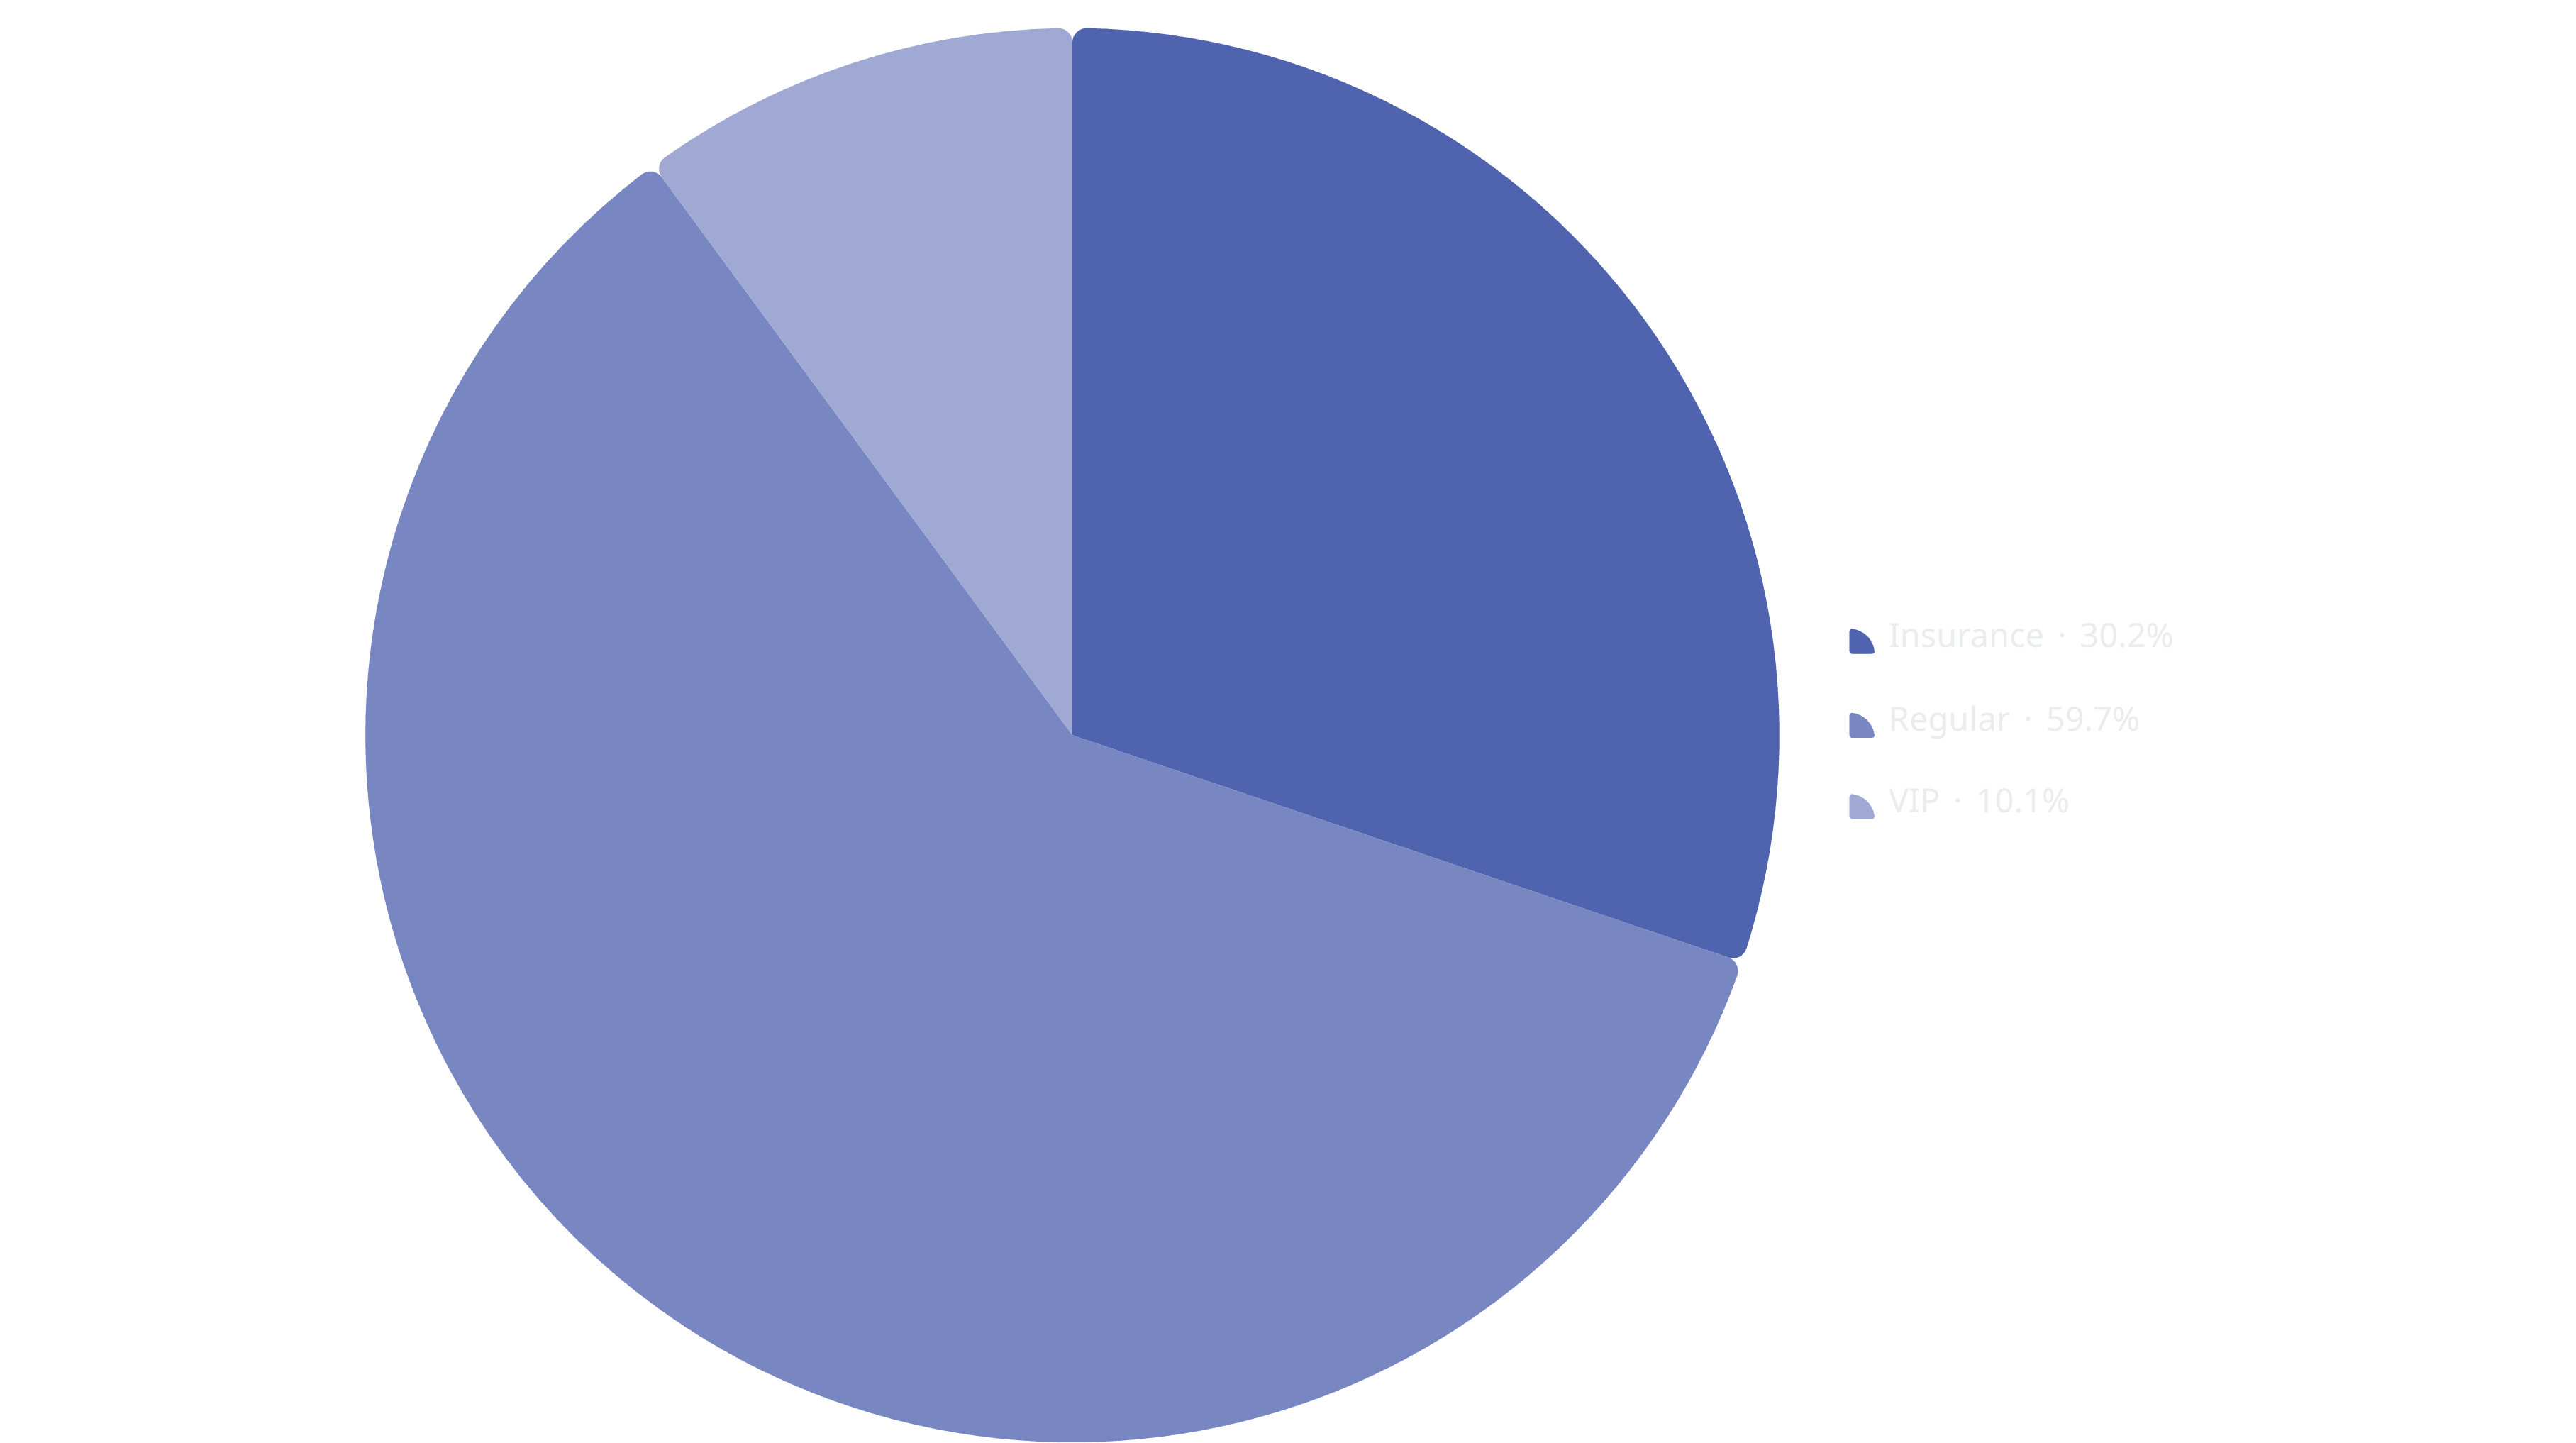 Insurance · 30.2%
Regular · 59.7%
VIP · 10.1%